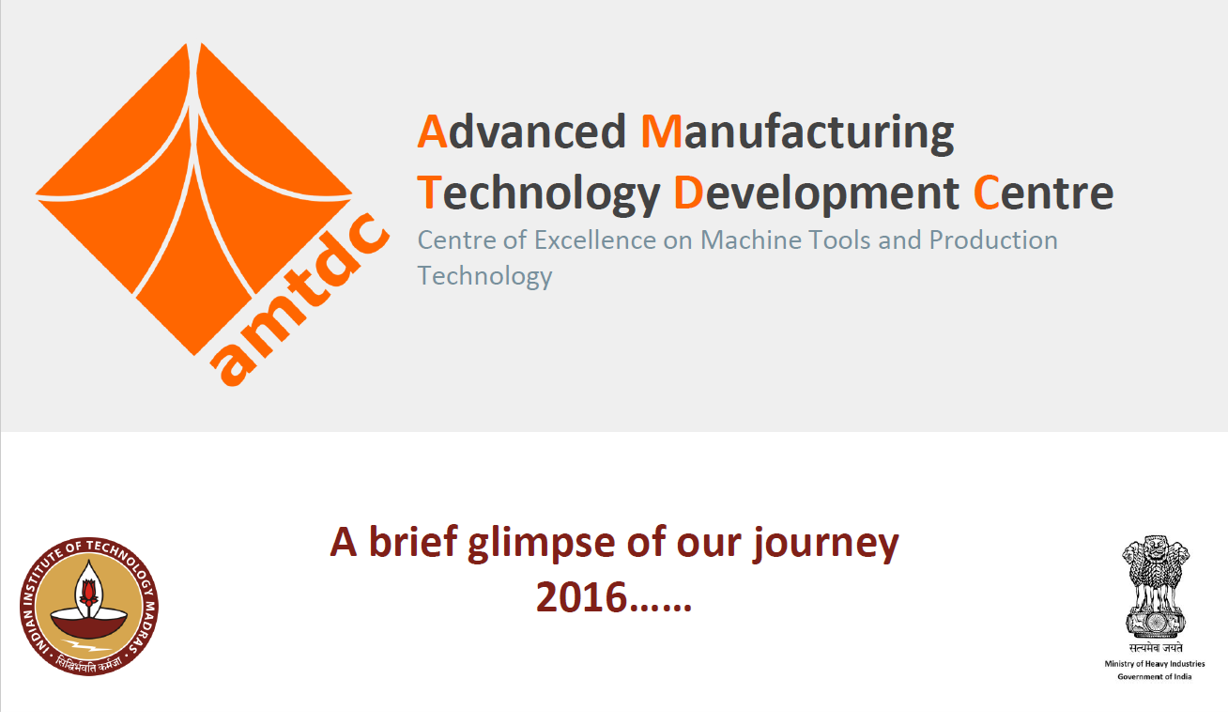 Advanced Manufacturing
Technology Development Centre
Centre of Excellence on Machine Tools and Production
Technology
amtdc
A brief glimpse of our journey
2016......
INDIAN INSTITUTE OF TECHNOLOGY MADRAS
सिद्धिर्भवति कर्मजा
सत्यमेव जयते
Ministry of Heavy Industries
Government of India